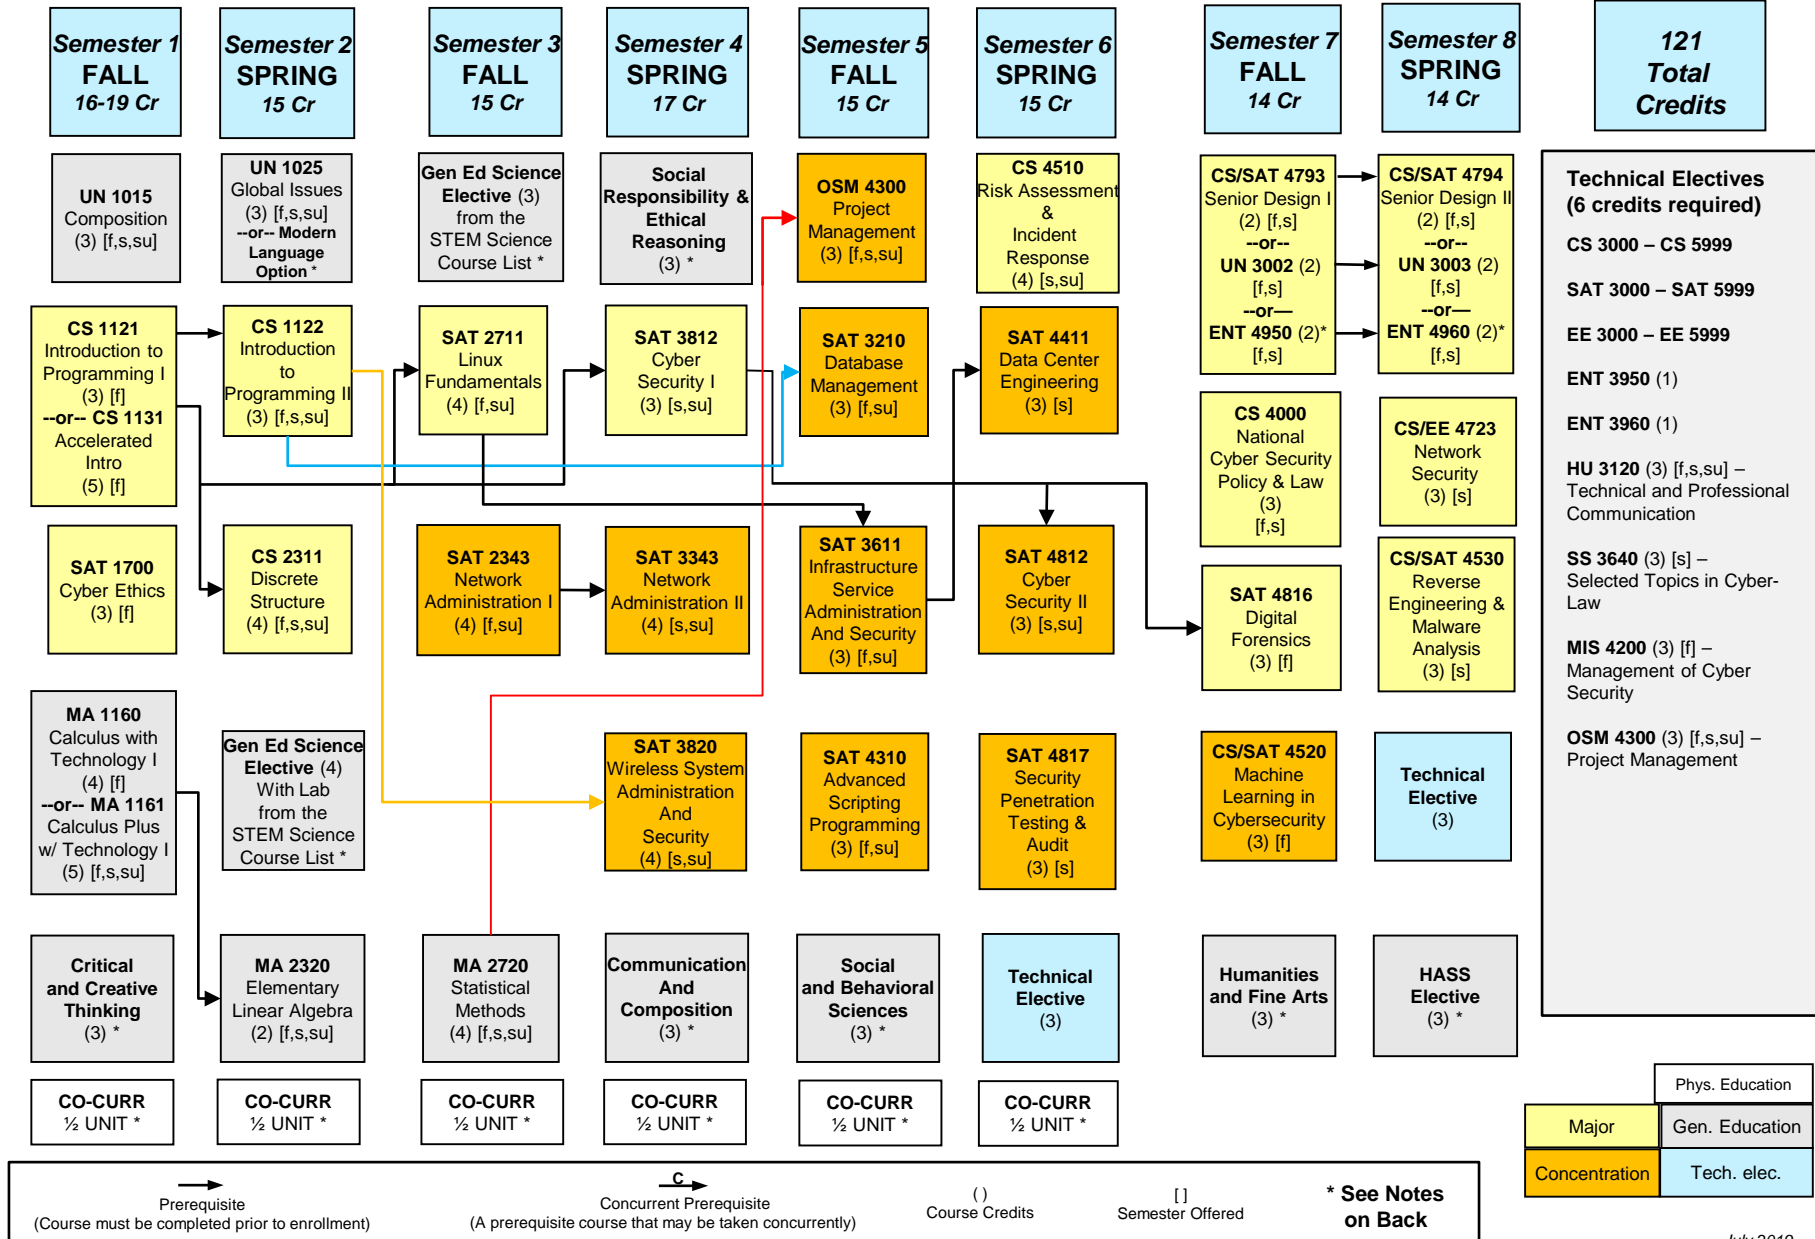 Semester 1
FALL
16-19 Cr
Semester 2
SPRING
15 Cr
Semester 3
FALL
15 Cr
Semester 4
SPRING
17 Cr
Semester 5
FALL
15 Cr
Semester 6
SPRING
15 Cr
Semester 7
FALL
14 Cr
Semester 8
SPRING
14 Cr
121
Total
Credits
UN 1015
Composition
(3) [f,s,su]
UN 1025
Global Issues
(3) [f,s,su]
--or-- Modern
Language
Option *
Gen Ed Science
Elective (3)
from the
STEM Science
Course List *
Social
Responsibility &
Ethical
Reasoning
(3) *
OSM 4300
Project
Management
(3) [f,s,su]
CS 4510
Risk Assessment
&
Incident
Response
(4) [s,su]
CS/SAT 4793
Senior Design I
(2) [f,s]
--or--
UN 3002 (2)
[f,s]
--or—
ENT 4950 (2)*
[f,s]
CS/SAT 4794
Senior Design II
(2) [f,s]
--or--
UN 3003 (2)
[f,s]
--or—
ENT 4960 (2)*
[f,s]
CS 1121
Introduction to
Programming I
(3) [f]
--or-- CS 1131
Accelerated
Intro
(5) [f]
CS 1122
Introduction
to
Programming II
(3) [f,s,su]
SAT 2711
Linux
Fundamentals
(4) [f,su]
SAT 3812
Cyber
Security I
(3) [s,su]
SAT 3210
Database
Management
(3) [f,su]
SAT 4411
Data Center
Engineering
(3) [s]
CS 4000
National
Cyber Security
Policy & Law
(3)
[f,s]
CS/EE 4723
Network
Security
(3) [s]
SAT 1700
Cyber Ethics
(3) [f]
CS 2311
Discrete
Structure
(4) [f,s,su]
SAT 2343
Network
Administration I
(4) [f,su]
SAT 3343
Network
Administration II
(4) [s,su]
SAT 3611
Infrastructure
Service
Administration
And Security
(3) [f,su]
SAT 4812
Cyber
Security II
(3) [s,su]
SAT 4816
Digital
Forensics
(3) [f]
CS/SAT 4530
Reverse
Engineering &
Malware
Analysis
(3) [s]
MA 1160
Calculus with
Technology I
(4) [f]
--or-- MA 1161
Calculus Plus
w/ Technology I
(5) [f,s,su]
Gen Ed Science
Elective (4)
With Lab
from the
STEM Science
Course List *
SAT 3820
Wireless System
Administration
And
Security
(4) [s,su]
SAT 4310
Advanced
Scripting
Programming
(3) [f,su]
SAT 4817
Security
Penetration
Testing &
Audit
(3) [s]
CS/SAT 4520
Machine
Learning in
Cybersecurity
(3) [f]
Technical
Elective
(3)
Critical
and Creative
Thinking
(3) *
MA 2320
Elementary
Linear Algebra
(2) [f,s,su]
MA 2720
Statistical
Methods
(4) [f,s,su]
Communication
And
Composition
(3) *
Social
and Behavioral
Sciences
(3) *
Technical
Elective
(3)
Humanities
and Fine Arts
(3) *
HASS
Elective
(3) *
CO-CURR
½ UNIT *
CO-CURR
½ UNIT *
CO-CURR
½ UNIT *
CO-CURR
½ UNIT *
CO-CURR
½ UNIT *
CO-CURR
½ UNIT *
Technical Electives
(6 credits required)
CS 3000 – CS 5999
SAT 3000 – SAT 5999
EE 3000 – EE 5999
ENT 3950 (1)
ENT 3960 (1)
HU 3120 (3) [f,s,su] –
Technical and Professional
Communication
SS 3640 (3) [s] –
Selected Topics in Cyber-
Law
MIS 4200 (3) [f] –
Management of Cyber
Security
OSM 4300 (3) [f,s,su] –
Project Management
Phys. Education
Major
Gen. Education
Concentration
Tech. elec.
Prerequisite
(Course must be completed prior to enrollment)
C
Concurrent Prerequisite
(A prerequisite course that may be taken concurrently)
( )
Course Credits
[ ]
Semester Offered
* See Notes
on Back